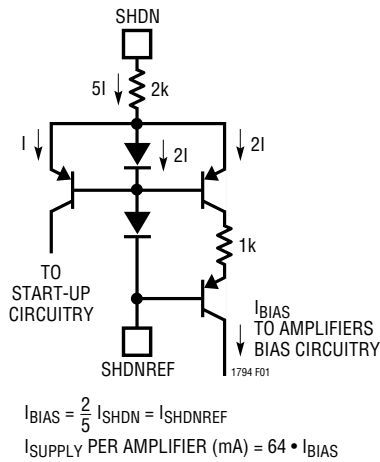 SHDN
5I
2k
I
2I
2I
1k
TO
START-UP
CIRCUITRY
I_BIAS
TO AMPLIFIERS
BIAS CIRCUITRY
SHDNREF
1794 F01
I_BIAS = 2/5 I_SHDN = I_SHDNREF
I_SUPPLY PER AMPLIFIER (mA) = 64 • I_BIAS